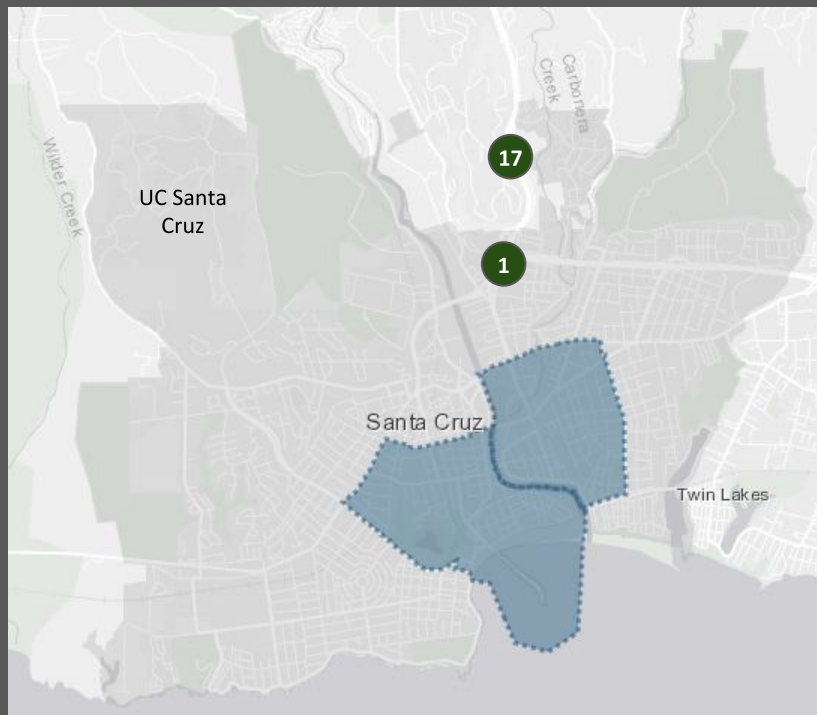 Carbonera
Creek
17
Wilder Creek
UC Santa
Cruz
1
Santa Cruz
Twin Lakes